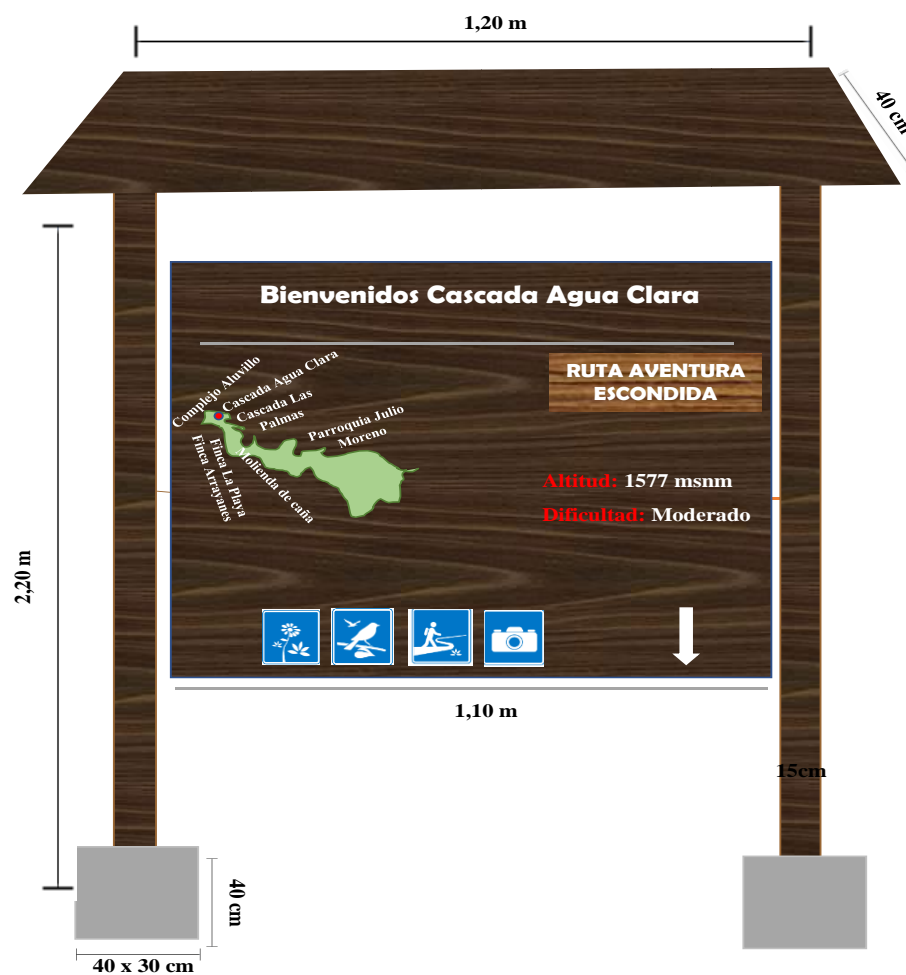 1,20 m
40 cm
Bienvenidos Cascada Agua Clara
RUTA AVENTURA
ESCONDIDA
Complejo Aluvillo
Cascada Agua Clara
Cascada Las
Palmas
Parroquia Julio
Moreno
Molienda de caña
Finca La Playa
Finca Arrayanes
Altitud: 1577 msnm
Dificultad: Moderado
2,20 m
1,10 m
15cm
40 cm
40 x 30 cm